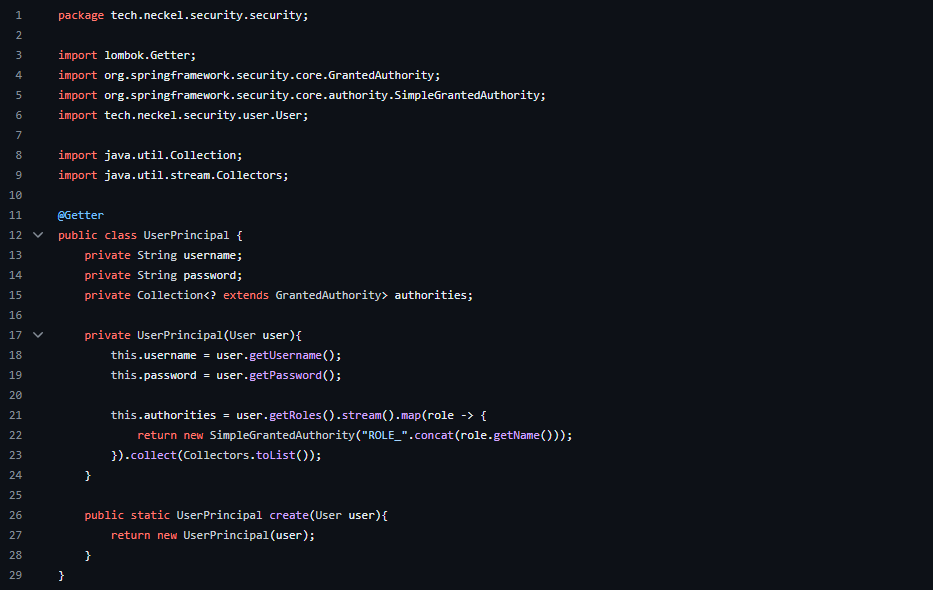 1 package tech.neckel.security.security;
2
3 import lombok.Getter;
4 import org.springframework.security.core.GrantedAuthority;
5 import org.springframework.security.core.authority.SimpleGrantedAuthority;
6 import tech.neckel.security.user.User;
7
8 import java.util.Collection;
9 import java.util.stream.Collectors;
10
11 @Getter
12 public class UserPrincipal {
13     private String username;
14     private String password;
15     private Collection<? extends GrantedAuthority> authorities;
16
17     private UserPrincipal(User user){
18         this.username = user.getUsername();
19         this.password = user.getPassword();
20
21         this.authorities = user.getRoles().stream().map(role -> {
22             return new SimpleGrantedAuthority("ROLE_".concat(role.getName()));
23         }).collect(Collectors.toList());
24     }
25
26     public static UserPrincipal create(User user){
27         return new UserPrincipal(user);
28     }
29 }